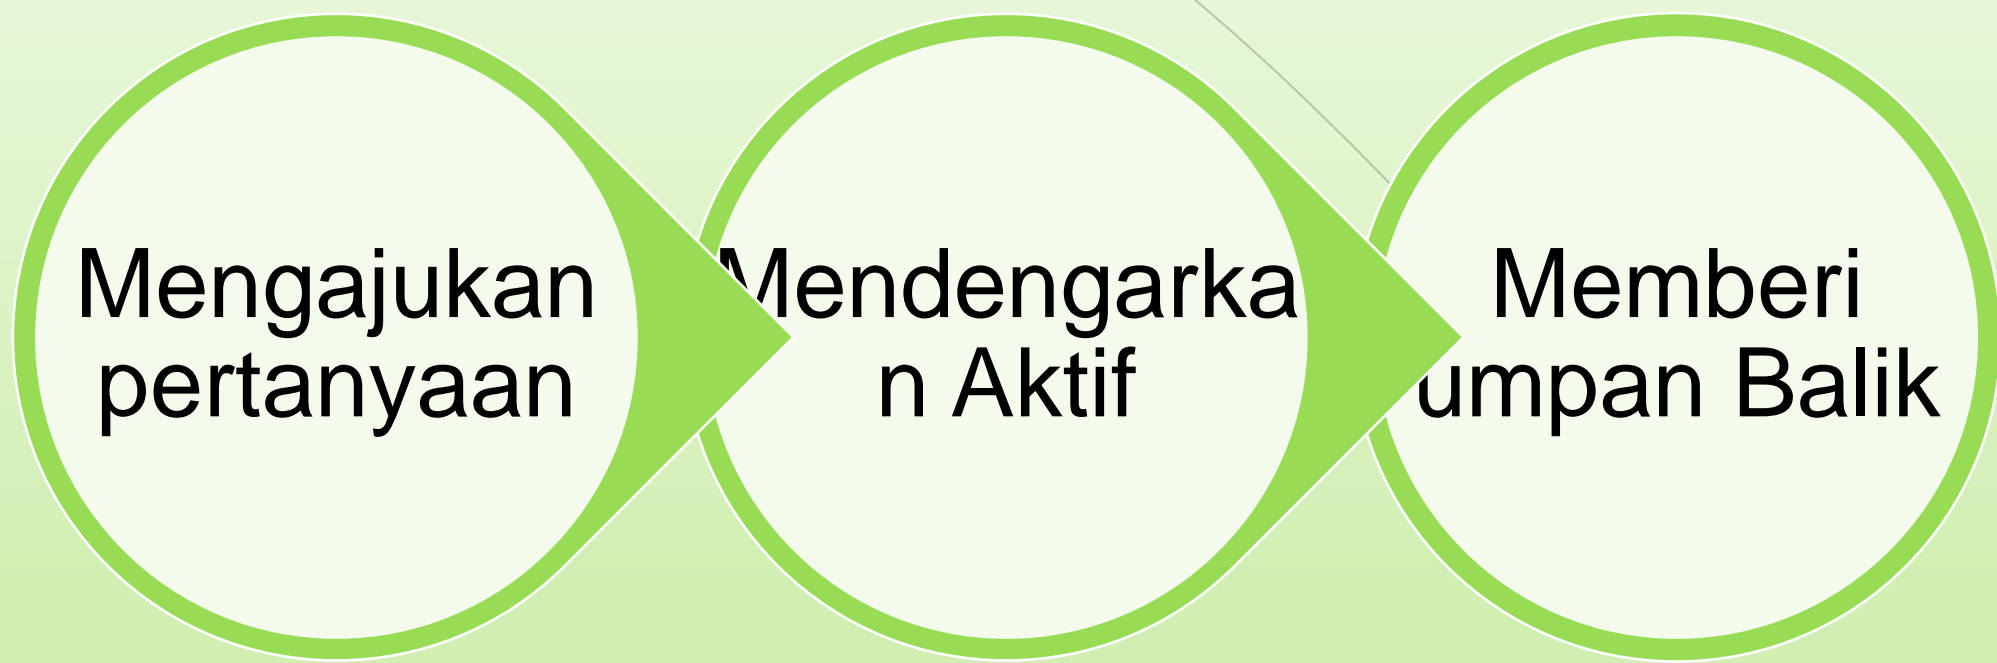 Mengajukan
pertanyaan
Mendengarka
n Aktif
Memberi
umpan Balik